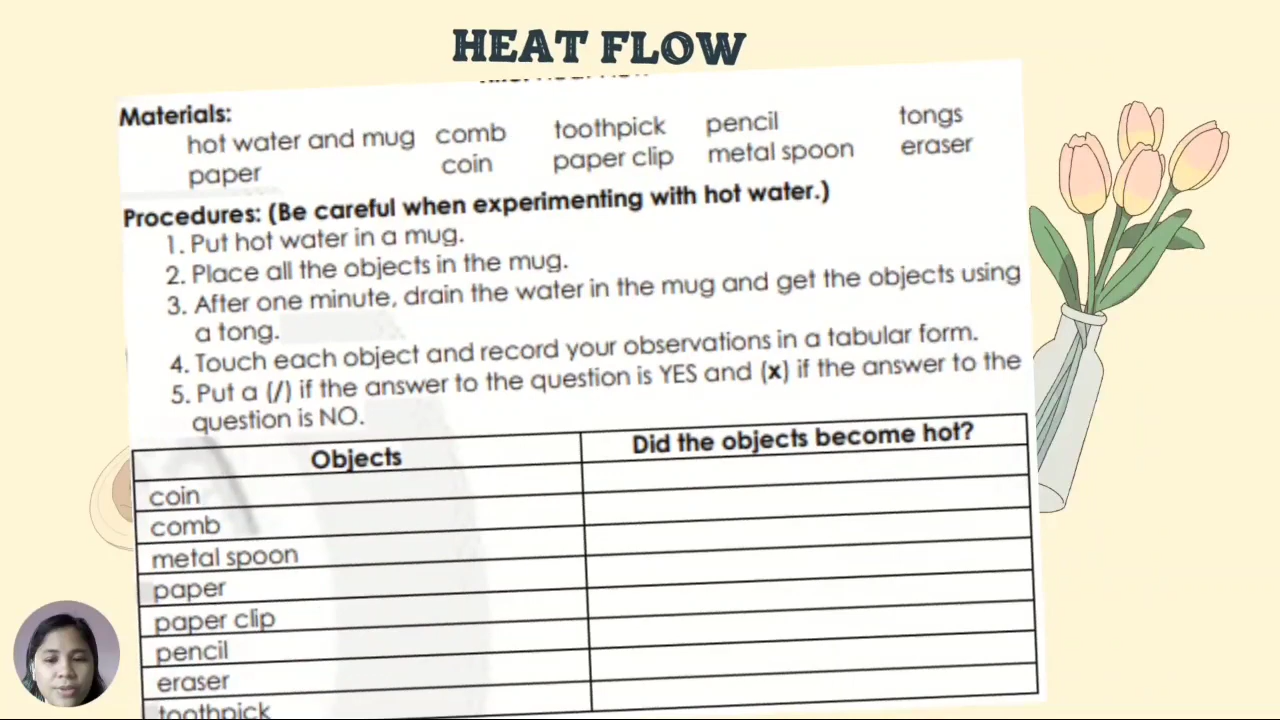 HEAT FLOW
Materials:
hot water and mug comb toothpick pencil tongs
paper coin paper clip metal spoon eraser
Procedures: (Be careful when experimenting with hot water.)
1. Put hot water in a mug.
2. Place all the objects in the mug.
3. After one minute, drain the water in the mug and get the objects using
a tong.
4. Touch each object and record your observations in a tabular form.
5. Put a (/) if the answer to the question is YES and (x) if the answer to the
question is NO.
Objects Did the objects become hot?
coin
comb
metal spoon
paper
paper clip
pencil
eraser
toothpick